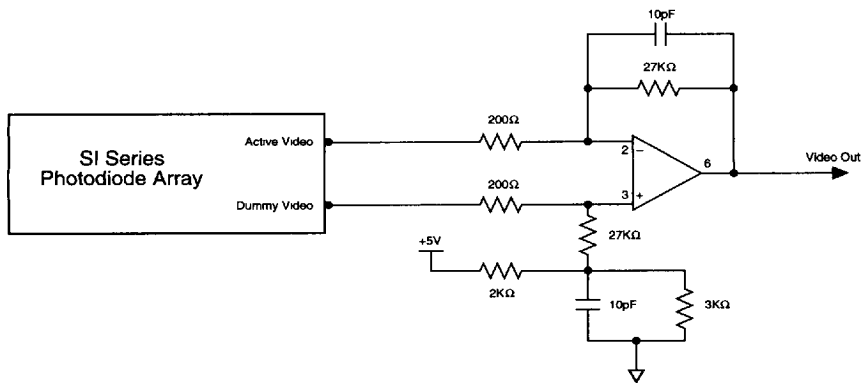 10pF
27KΩ
200Ω
Active Video
SI Series
Photodiode Array
2
−
6
Video Out
200Ω
Dummy Video
3
+
27KΩ
+5V
2KΩ
10pF
3KΩ